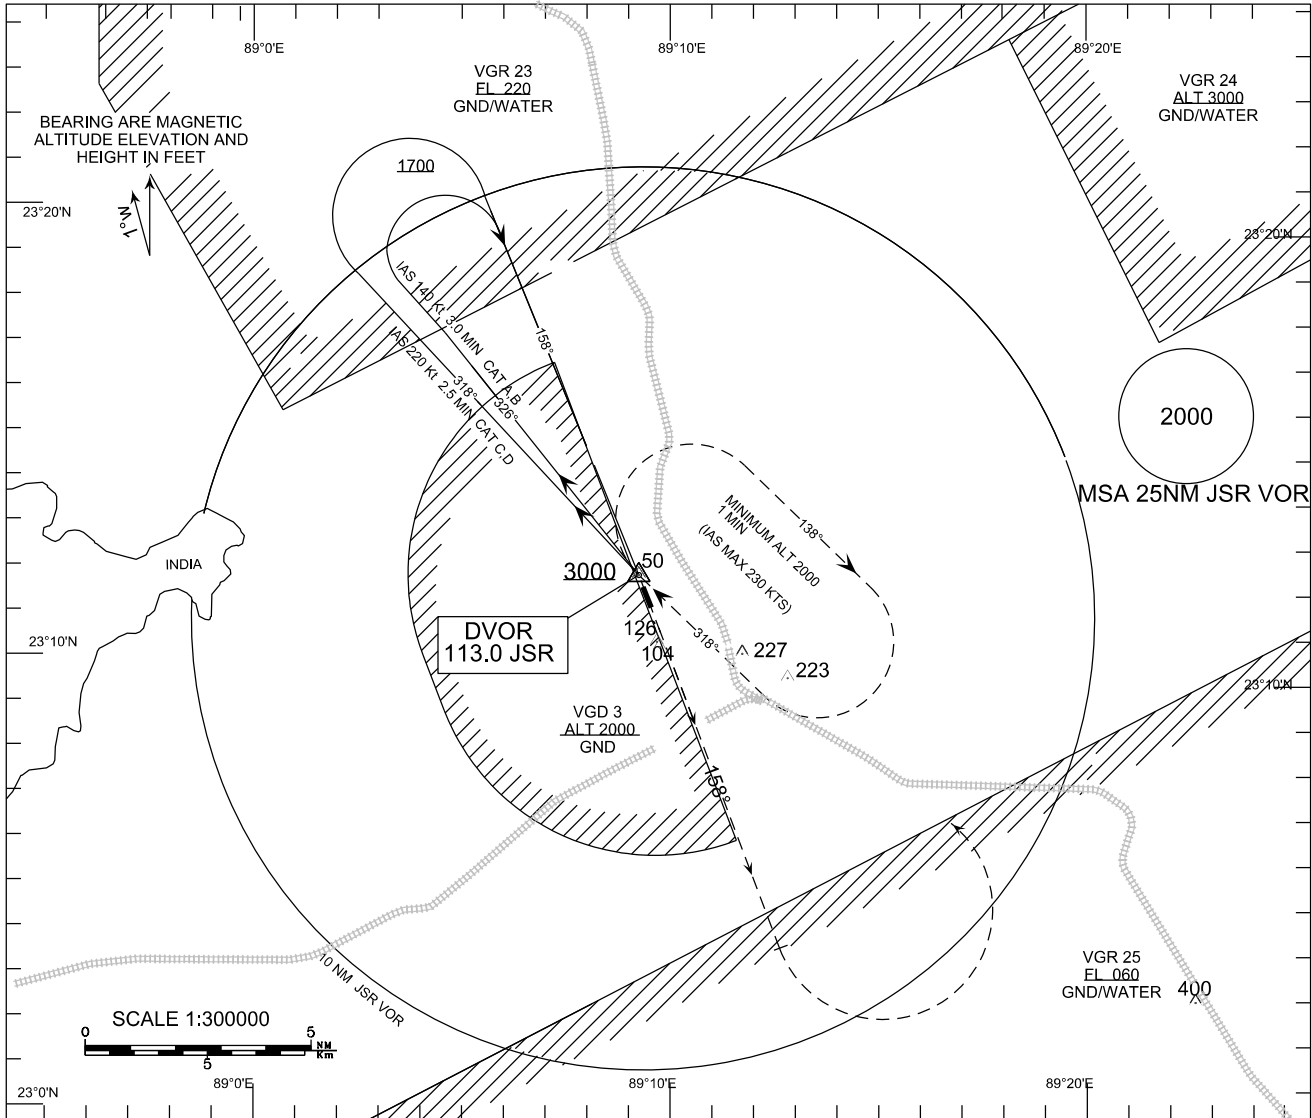 89°0'E
89°10'E
89°20'E
VGR 23
FL 220
GND/WATER
VGR 24
ALT 3000
GND/WATER
BEARING ARE MAGNETIC
ALTITUDE ELEVATION AND
HEIGHT IN FEET
1°W
1700
23°20'N
23°20'N
IAS 140 Kt 3.0 MIN CAT A,B
326°
IAS 220 Kt 2.5 MIN CAT C,D
318°
158°
2000
MSA 25NM JSR VOR
MINIMUM ALT 2000
1 MIN
(IAS MAX 230 KTS)
138°
318°
INDIA
3000
50
DVOR
113.0 JSR
126
104
227
223
23°10'N
23°10'N
VGD 3
ALT 2000
GND
158°
10 NM JSR VOR
VGR 25
FL 060
GND/WATER
400
SCALE 1:300000
0
5
NM
Km
5
23°0'N
89°0'E
89°10'E
89°20'E